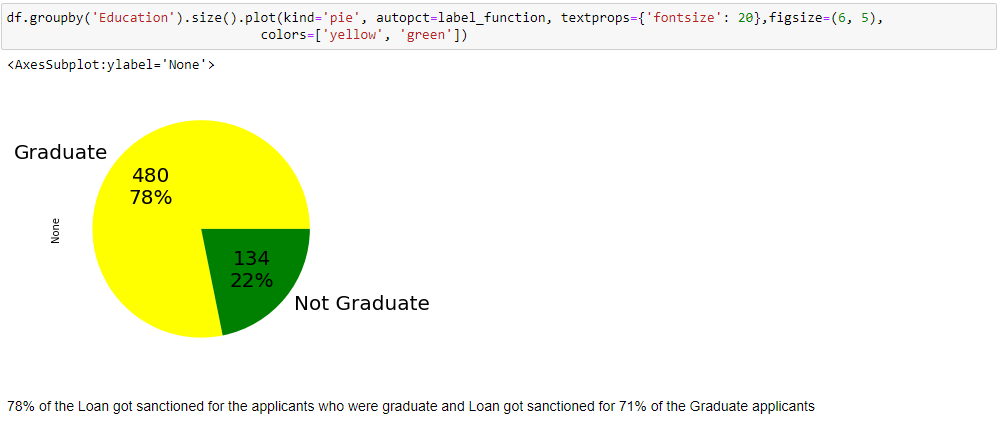 df.groupby('Education').size().plot(kind='pie', autopct=label_function, textprops={'fontsize': 20},figsize=(6, 5),
colors=['yellow', 'green'])
<AxesSubplot:ylabel='None'>
Graduate
480
78%
None
134
22%
Not Graduate
78% of the Loan got sanctioned for the applicants who were graduate and Loan got sanctioned for 71% of the Graduate applicants